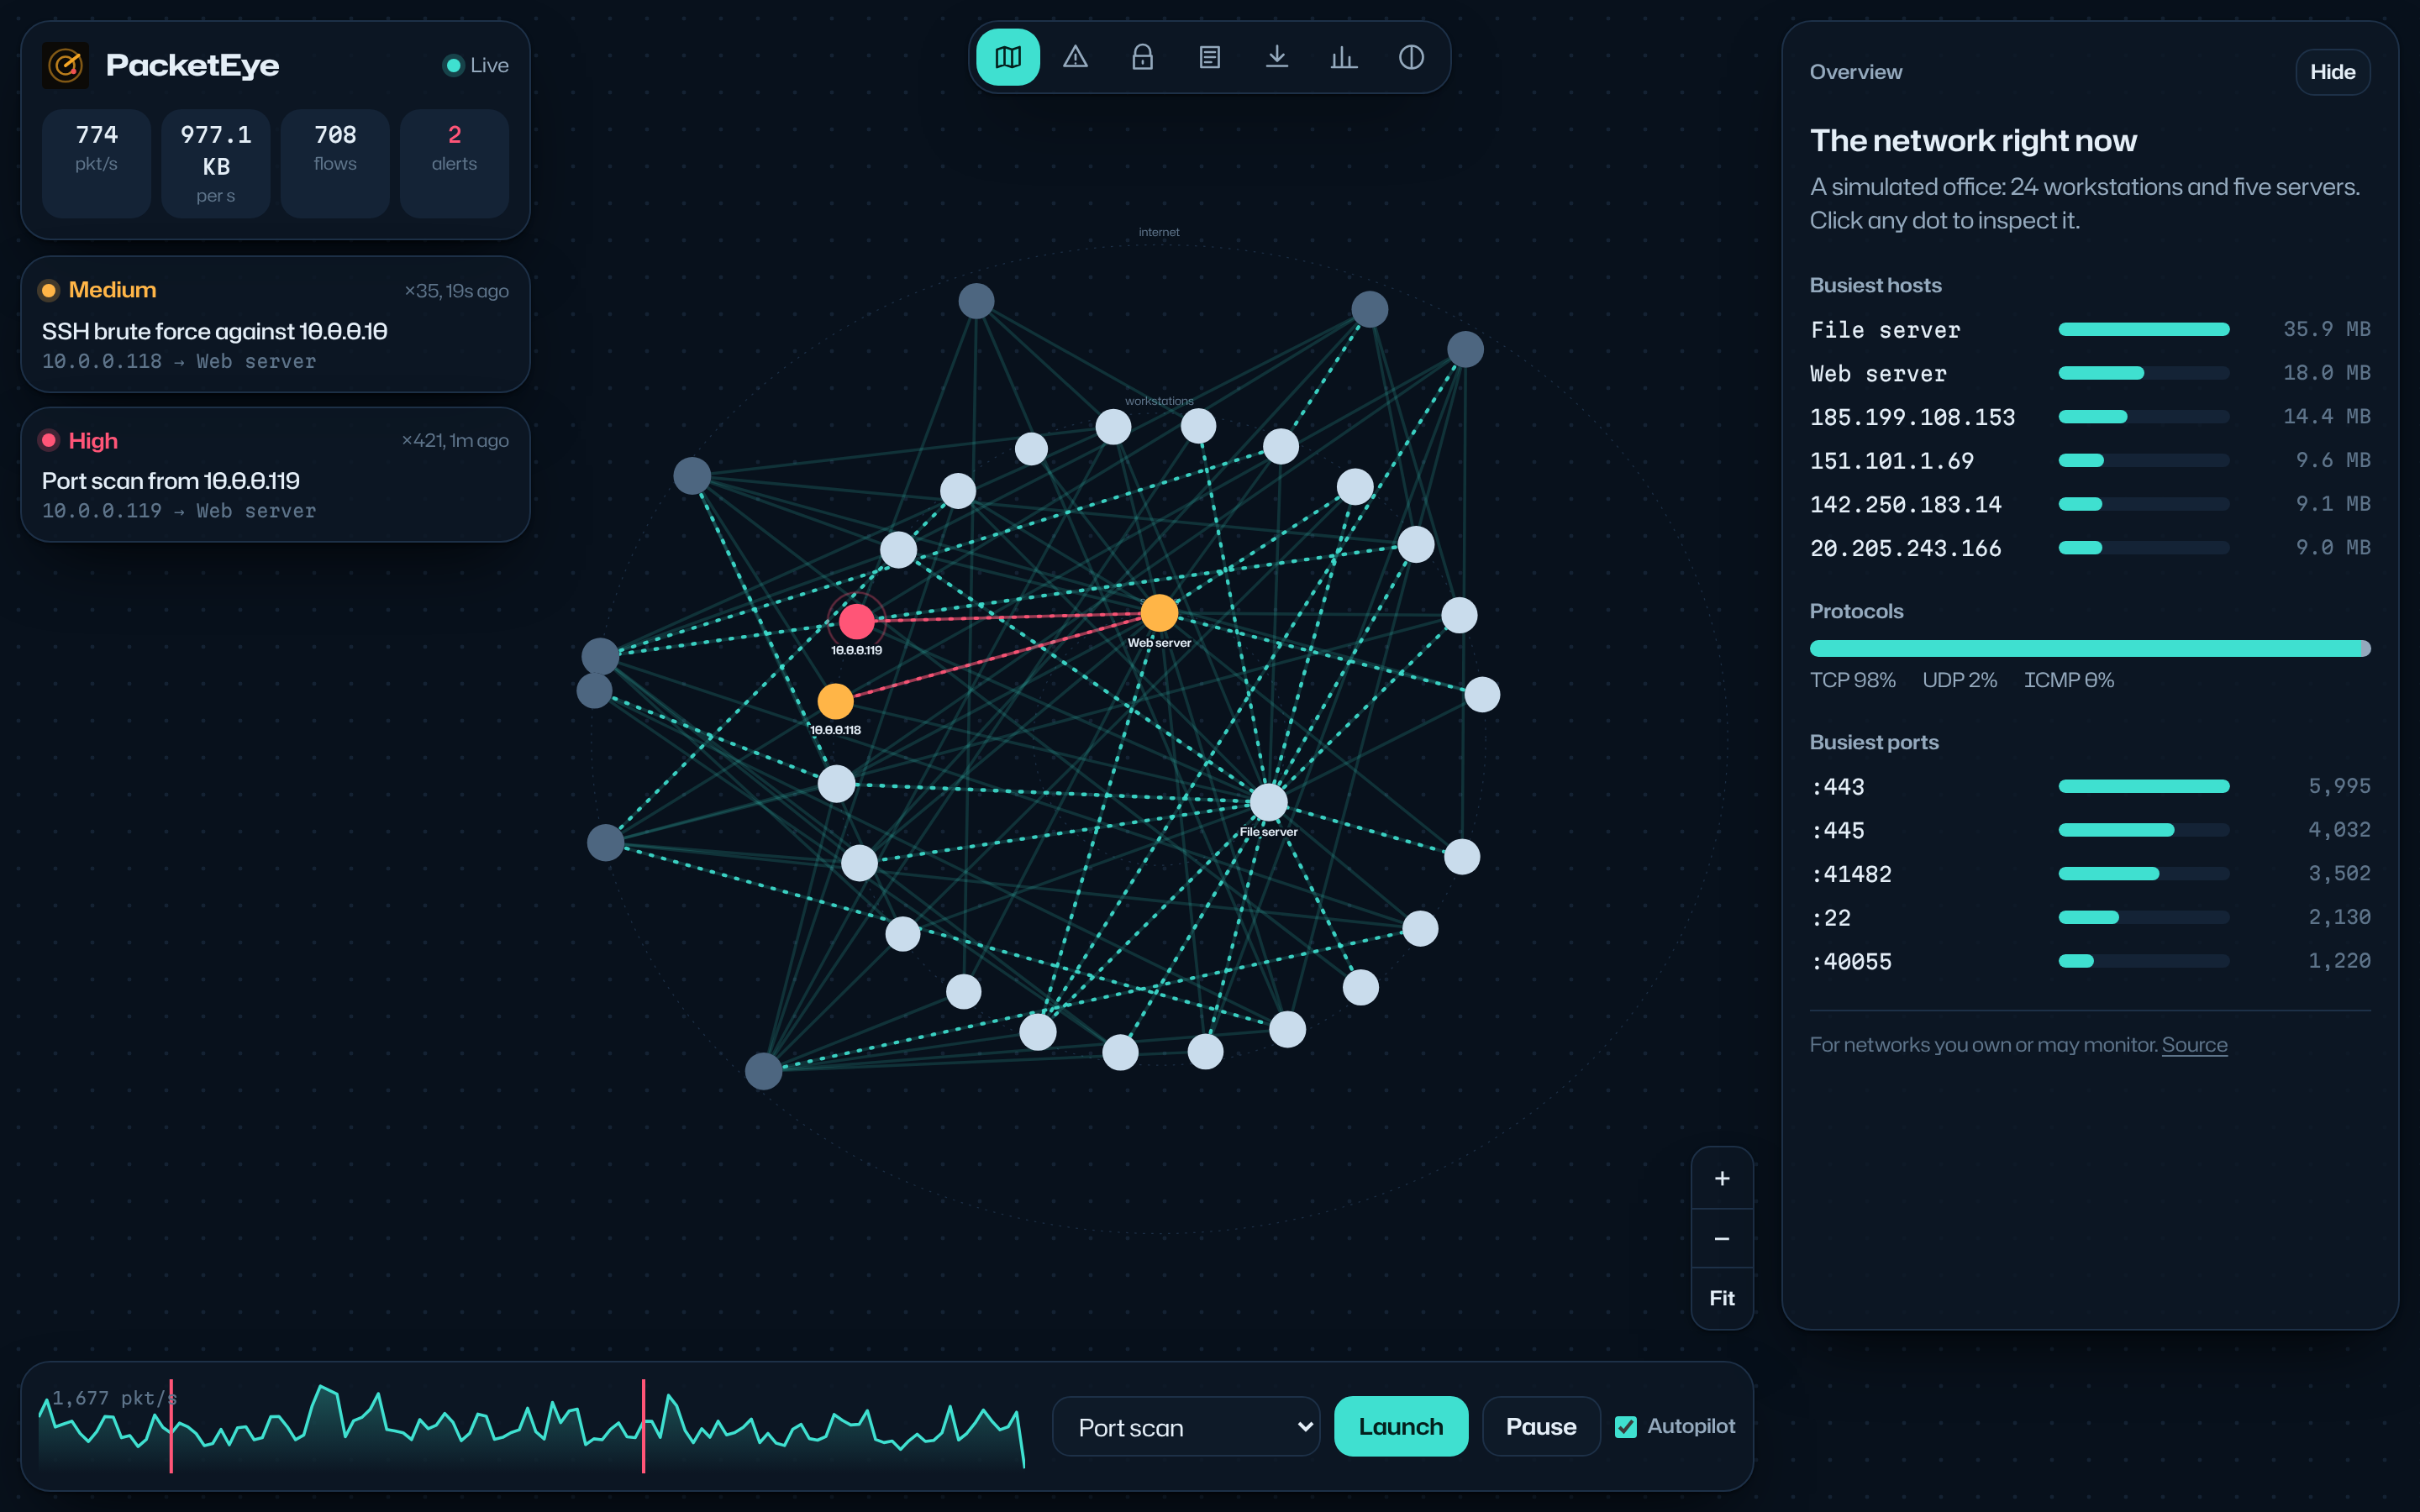 PacketEye
Live
774
pkt/s
977.1
KB
per s
708
flows
2
alerts
Medium
×35, 19s ago
SSH brute force against 10.0.0.10
10.0.0.118 → Web server
High
×421, 1m ago
Port scan from 10.0.0.119
10.0.0.119 → Web server
internet
workstations
10.0.0.119
Web server
10.0.0.118
File server
+
−
Fit
Overview
Hide
The network right now
A simulated office: 24 workstations and five servers.
Click any dot to inspect it.
Busiest hosts
File server 35.9 MB
Web server 18.0 MB
185.199.108.153 14.4 MB
151.101.1.69 9.6 MB
142.250.183.14 9.1 MB
20.205.243.166 9.0 MB
Protocols
TCP 98% UDP 2% ICMP 0%
Busiest ports
:443 5,995
:445 4,032
:41482 3,502
:22 2,130
:40055 1,220
For networks you own or may monitor. Source
1,677 pkt/s
Port scan
Launch
Pause
Autopilot